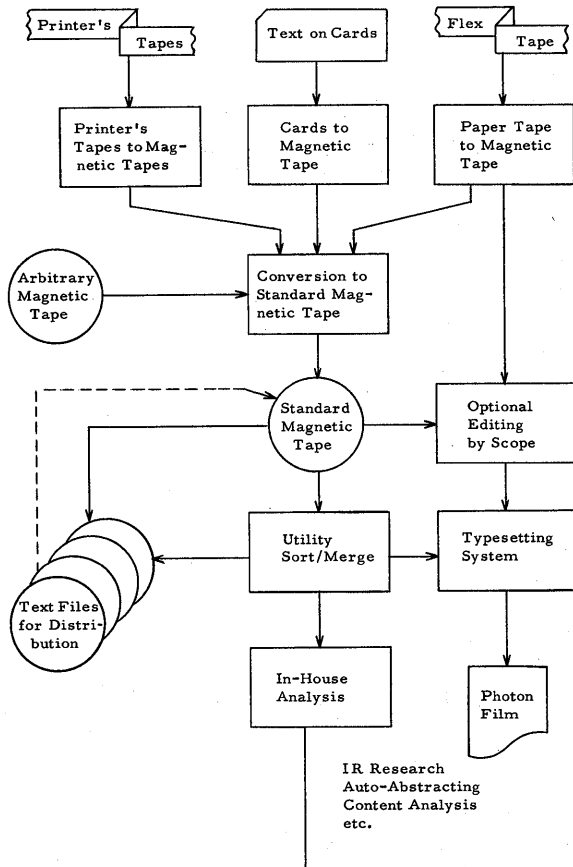 Printer's
Tapes
Text on Cards
Flex
Tape
Printer's
Tapes to Mag-
netic Tapes
Cards to
Magnetic
Tape
Paper Tape
to Magnetic
Tape
Arbitrary
Magnetic
Tape
Conversion to
Standard Mag-
netic Tape
Standard
Magnetic
Tape
Optional
Editing
by Scope
Utility
Sort/Merge
Typesetting
System
Text Files
for Distri-
bution
In-House
Analysis
Photon
Film
IR Research
Auto-Abstracting
Content Analysis
etc.